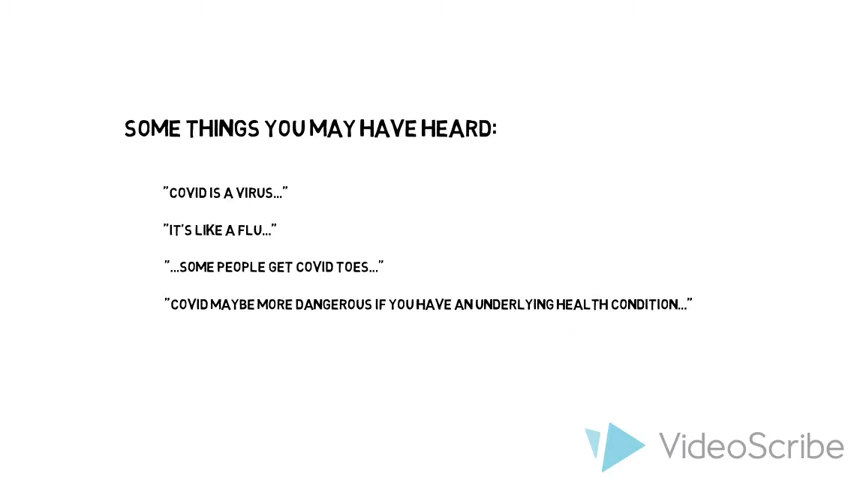 SOME THINGS YOU MAY HAVE HEARD:
"COVID IS A VIRUS..."
"IT'S LIKE A FLU..."
"...SOME PEOPLE GET COVID TOES..."
"COVID MAYBE MORE DANGEROUS IF YOU HAVE AN UNDERLYING HEALTH CONDITION..."
VideoScribe